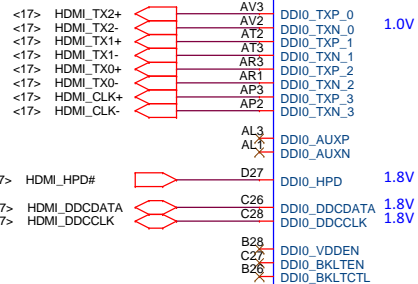 <17> HDMI_TX2+ AV3 DDI0_TXP_0 1.0V
<17> HDMI_TX2- AV2 DDI0_TXN_0
<17> HDMI_TX1+ AT2 DDI0_TXP_1
<17> HDMI_TX1- AT3 DDI0_TXN_1
<17> HDMI_TX0+ AR3 DDI0_TXP_2
<17> HDMI_TX0- AR1 DDI0_TXN_2
<17> HDMI_CLK+ AP3 DDI0_TXP_3
<17> HDMI_CLK- AP2 DDI0_TXN_3
AL3 DDI0_AUXP
AL1 DDI0_AUXN
7> HDMI_HPD# D27 DDI0_HPD 1.8V
7> HDMI_DDCDATA C26 DDI0_DDCDATA 1.8V
7> HDMI_DDCCLK C28 DDI0_DDCCLK 1.8V
B28 DDI0_VDDEN
C27 DDI0_BKLTEN
B26 DDI0_BKLTCTL